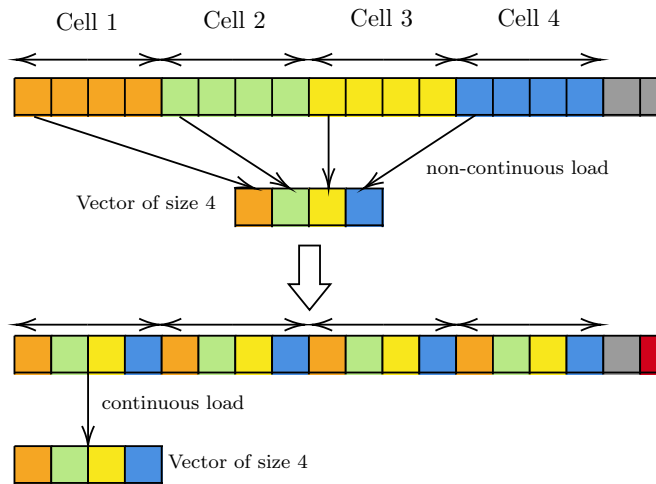 Cell 1 Cell 2 Cell 3 Cell 4
non-continuous load
Vector of size 4
continuous load
Vector of size 4